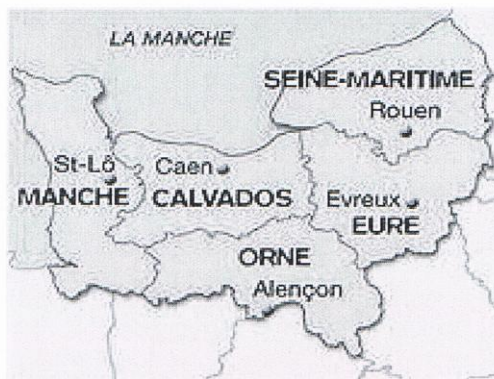 LA MANCHE
SEINE-MARITIME
Rouen
St-Lô
Caen
MANCHE
CALVADOS
Evreux
EURE
ORNE
Alençon